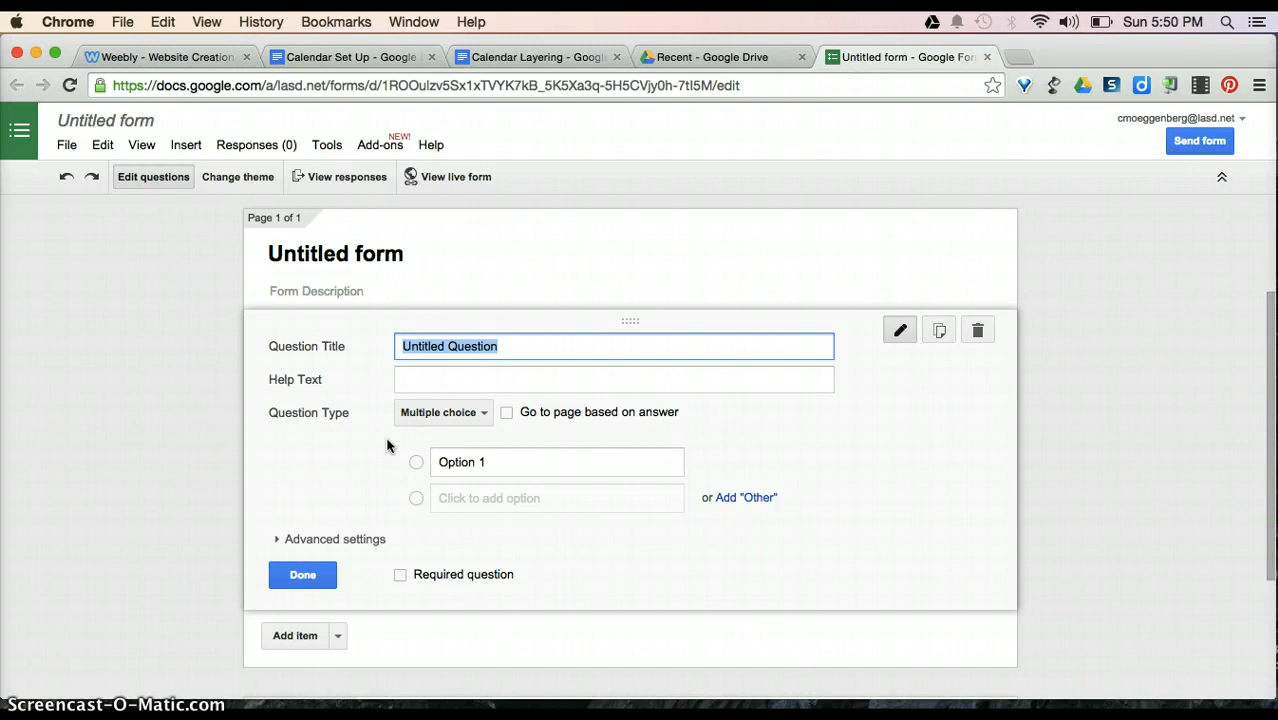 Chrome File Edit View History Bookmarks Window Help Sun 5:50 PM
Weebly - Website Creation Calendar Set Up - Google Calendar Layering - Googl Recent - Google Drive Untitled form - Google For
https://docs.google.com/a/lasd.net/forms/d/1ROOulzv5Sx1xTVYK7kB_5K5Xa3q-5H5CVjy0h-7tI5M/edit
Untitled form cmoeggenberg@lasd.net
NEW!
File Edit View Insert Responses (0) Tools Add-ons Help Send form
Edit questions Change theme View responses View live form
Page 1 of 1
Untitled form
Form Description
Question Title Untitled Question
Help Text
Question Type Multiple choice Go to page based on answer
Option 1
Click to add option or Add "Other"
Advanced settings
Done Required question
Add item
Screencast-O-Matic.com